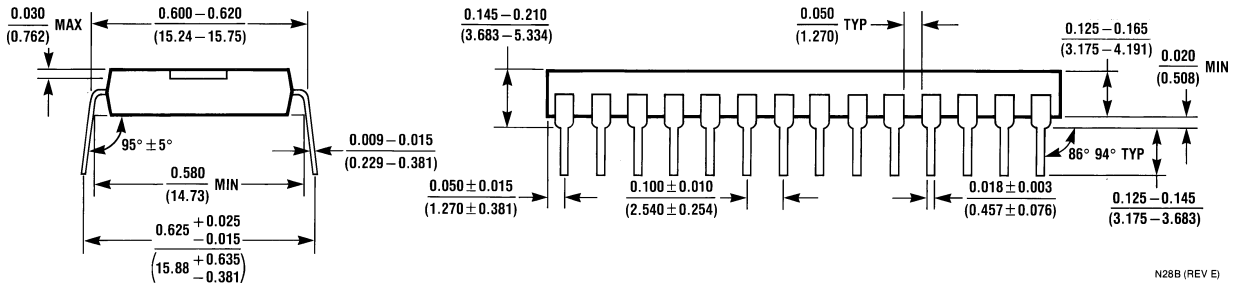 0.030
(0.762)
MAX
0.600 – 0.620
(15.24 – 15.75)
95° ± 5°
0.009 – 0.015
(0.229 – 0.381)
0.580
(14.73)
MIN
0.625 + 0.025
– 0.015
(15.88 + 0.635
– 0.381)
0.145 – 0.210
(3.683 – 5.334)
0.050
(1.270)
TYP
0.125 – 0.165
(3.175 – 4.191)
0.020
(0.508)
MIN
86° 94° TYP
0.050 ± 0.015
(1.270 ± 0.381)
0.100 ± 0.010
(2.540 ± 0.254)
0.018 ± 0.003
(0.457 ± 0.076)
0.125 – 0.145
(3.175 – 3.683)
N28B (REV E)